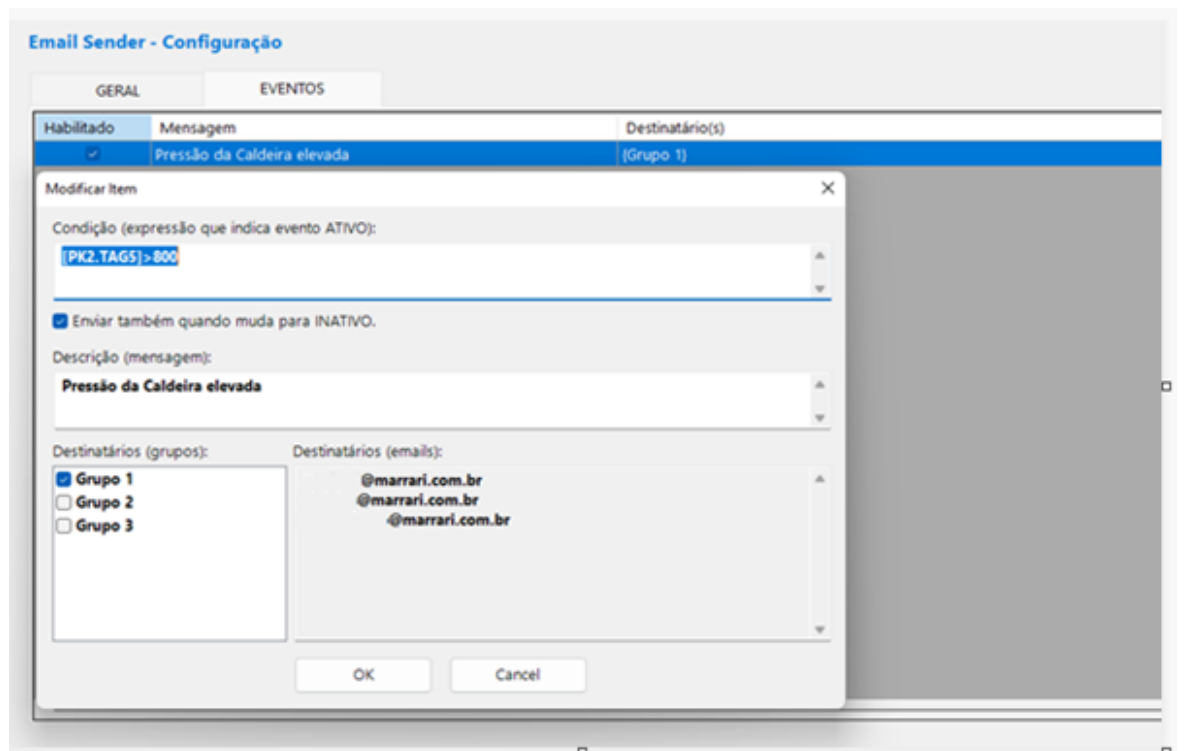 Email Sender - Configuração
GERAL EVENTOS
Habilitado Mensagem Destinatário(s)
Pressão da Caldeira elevada {Grupo 1}
Modificar Item
Condição (expressão que indica evento ATIVO):
[PK2.TAG5]>800
Enviar também quando muda para INATIVO.
Descrição (mensagem):
Pressão da Caldeira elevada
Destinatários (grupos): Destinatários (emails):
Grupo 1 @marrari.com.br
Grupo 2 @marrari.com.br
Grupo 3 @marrari.com.br
OK Cancel